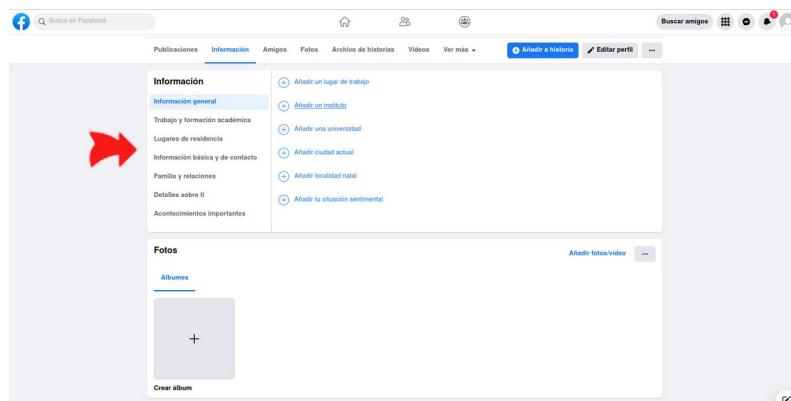 Busca en Facebook
Buscar amigos
1
Publicaciones Información Amigos Fotos Archivo de historias Vídeos Ver más
Añadir a historia
Editar perfil
Información
Información general
Trabajo y formación académica
Lugares de residencia
Información básica y de contacto
Familia y relaciones
Detalles sobre ti
Acontecimientos importantes
Añadir un lugar de trabajo
Añadir un instituto
Añadir una universidad
Añadir ciudad actual
Añadir localidad natal
Añadir tu situación sentimental
Fotos
Añadir fotos/vídeo
Álbumes
Crear álbum